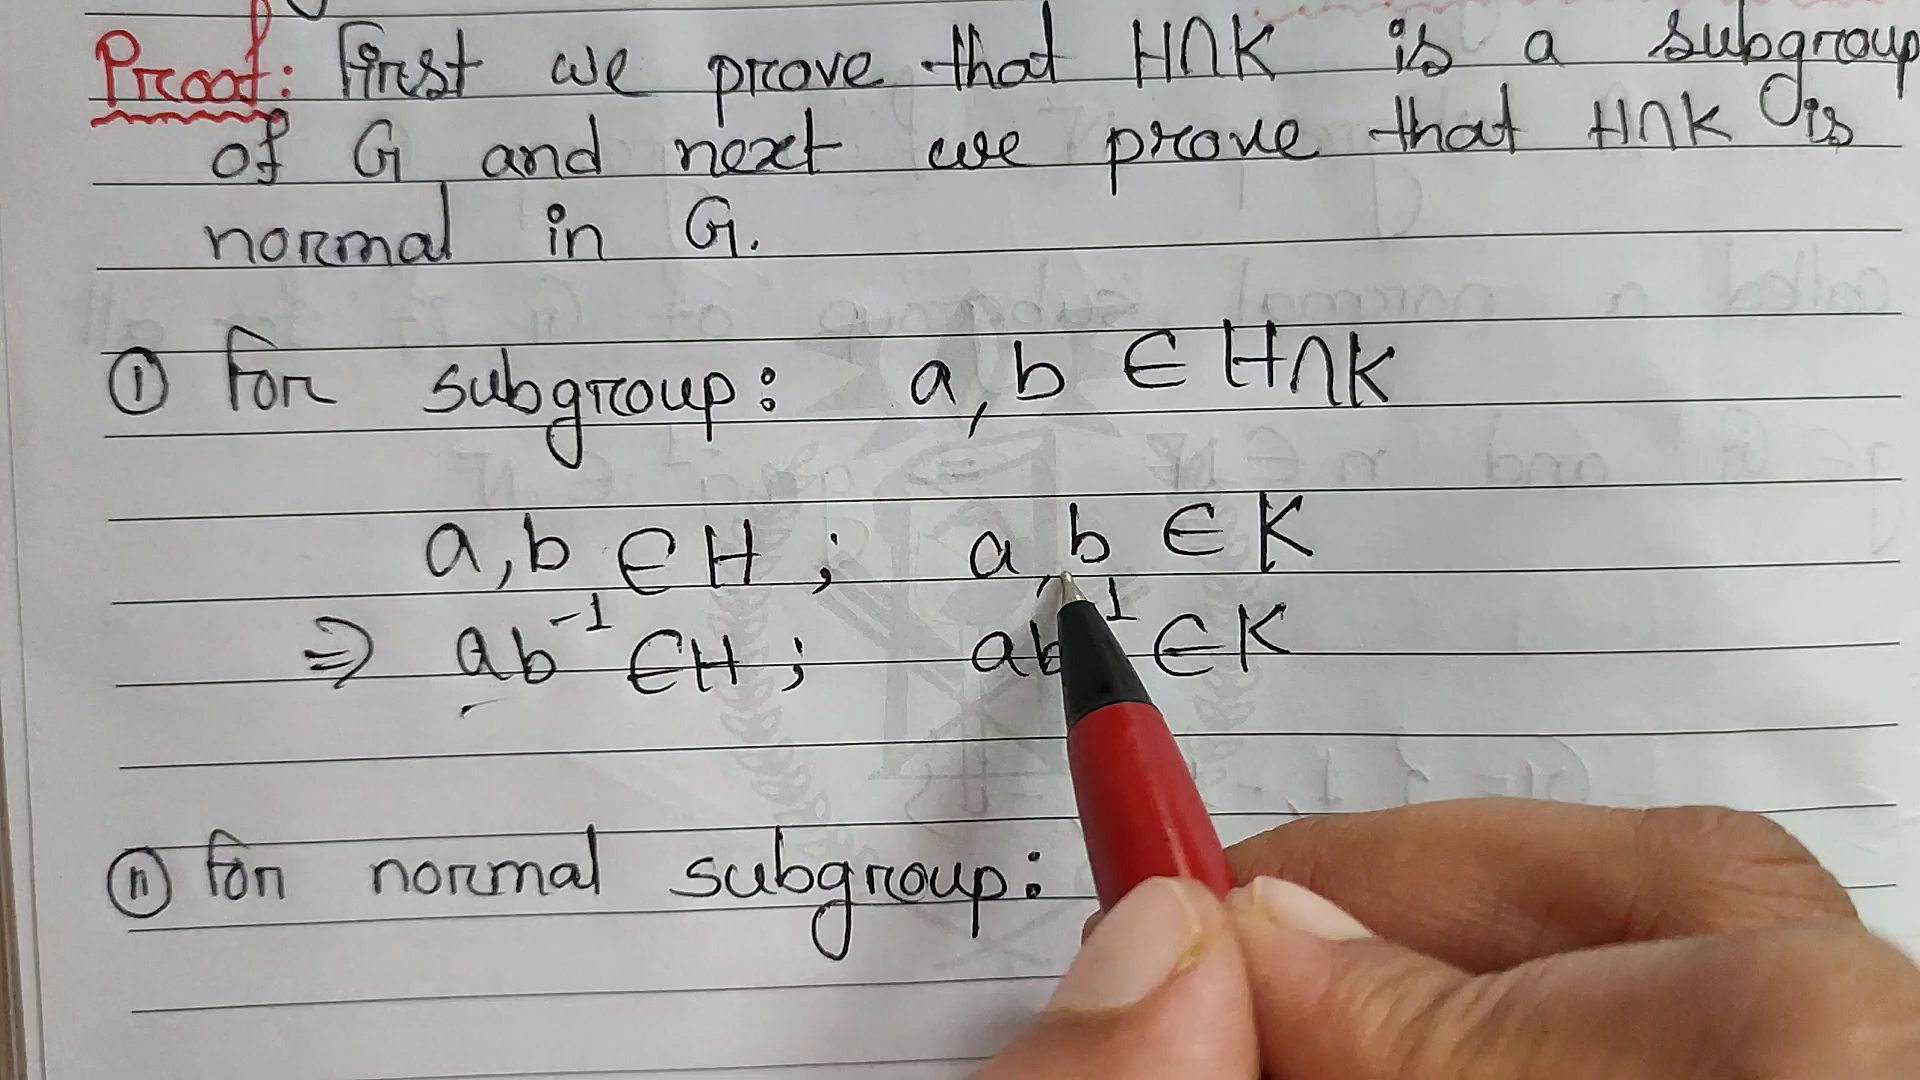 Proof: First we prove that H∩K is a subgroup
of G and next we prove that H∩K is
normal in G.
① For subgroup: a, b ∈ H∩K
a, b ∈ H ; a, b ∈ K
⇒ ab⁻¹ ∈ H ; ab⁻¹ ∈ K
ⓘⓘ For normal subgroup: